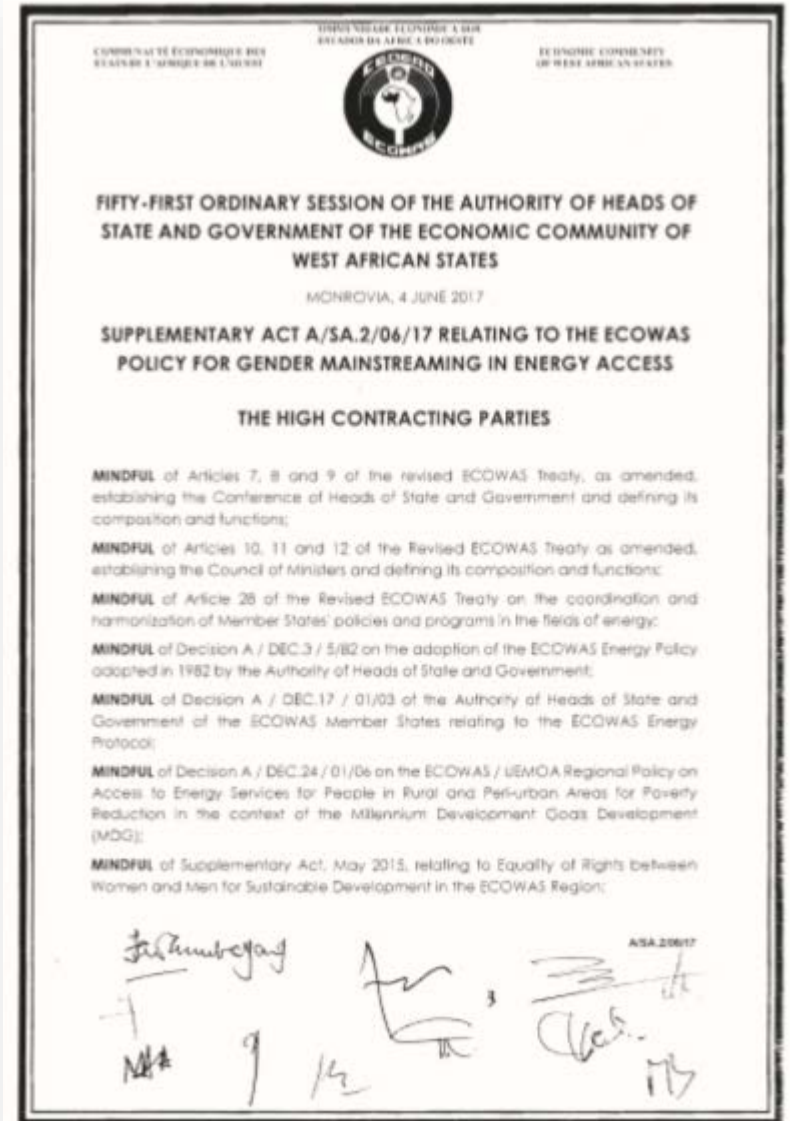 COMMUNIDADE ECONÓMICA DOS
ESTADOS DA AFRICA DO OESTE
COMMUNAUTÉ ÉCONOMIQUE DES
ETATS DE L'AFRIQUE DE L'OUEST
ECONOMIC COMMUNITY
OF WEST AFRICAN STATES
CEDEAO
ECOWAS
FIFTY-FIRST ORDINARY SESSION OF THE AUTHORITY OF HEADS OF
STATE AND GOVERNMENT OF THE ECONOMIC COMMUNITY OF
WEST AFRICAN STATES
MONROVIA, 4 JUNE 2017
SUPPLEMENTARY ACT A/SA.2/06/17 RELATING TO THE ECOWAS
POLICY FOR GENDER MAINSTREAMING IN ENERGY ACCESS
THE HIGH CONTRACTING PARTIES
MINDFUL of Articles 7, 8 and 9 of the revised ECOWAS Treaty, as amended,
establishing the Conference of Heads of State and Government and defining its
composition and functions;
MINDFUL of Articles 10, 11 and 12 of the Revised ECOWAS Treaty as amended,
establishing the Council of Ministers and defining its composition and functions;
MINDFUL of Article 28 of the Revised ECOWAS Treaty on the coordination and
harmonization of Member States' policies and programs in the fields of energy;
MINDFUL of Decision A / DEC.3 / 5/82 on the adoption of the ECOWAS Energy Policy
adopted in 1982 by the Authority of Heads of State and Government;
MINDFUL of Decision A / DEC.17 / 01/03 of the Authority of Heads of State and
Government of the ECOWAS Member States relating to the ECOWAS Energy
Protocol;
MINDFUL of Decision A / DEC.24 / 01/06 on the ECOWAS / UEMOA Regional Policy on
Access to Energy Services for People in Rural and Peri-urban Areas for Poverty
Reduction in the context of the Millennium Development Goals Development
(MDG);
MINDFUL of Supplementary Act, May 2015, relating to Equality of Rights between
Women and Men for Sustainable Development in the ECOWAS Region;
A/SA.2/06/17